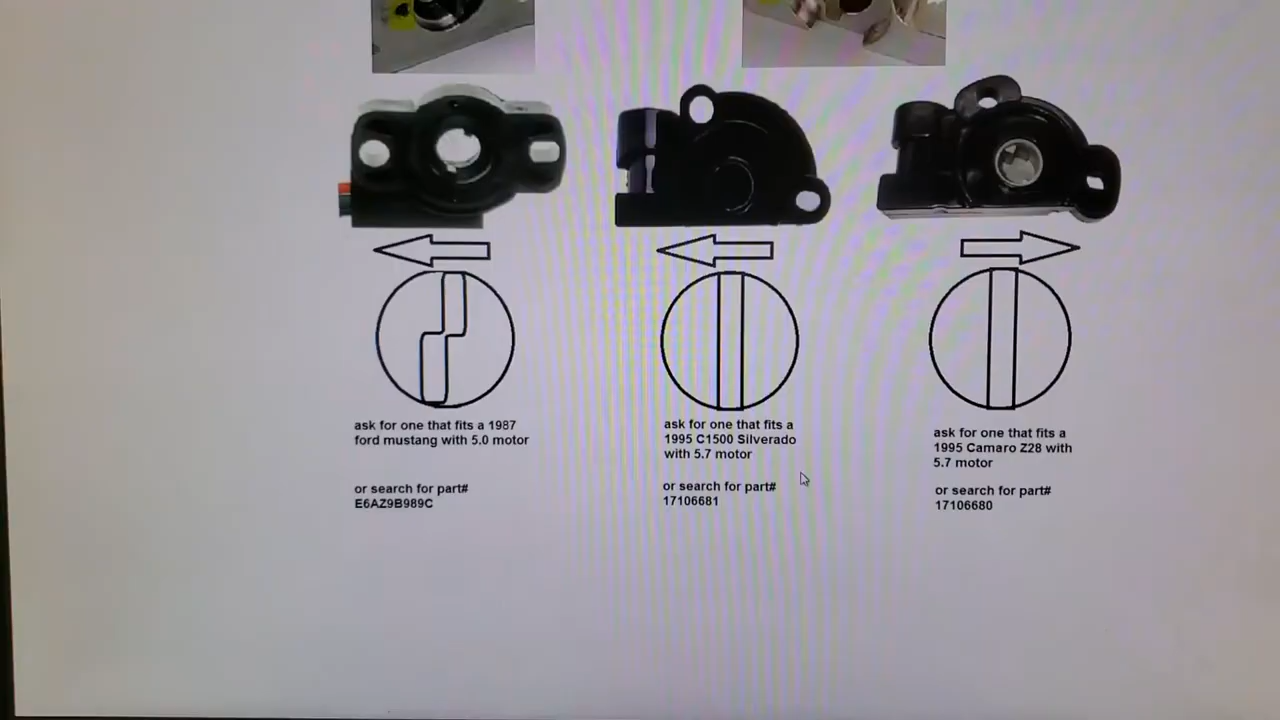 ask for one that fits a 1987
ford mustang with 5.0 motor
or search for part#
E6AZ9B989C
ask for one that fits a
1995 C1500 Silverado
with 5.7 motor
or search for part#
17106681
ask for one that fits a
1995 Camaro Z28 with
5.7 motor
or search for part#
17106680